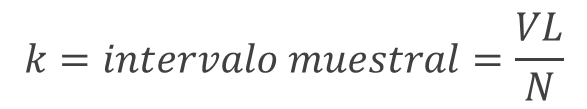 k = intervalo muestral = VL / N